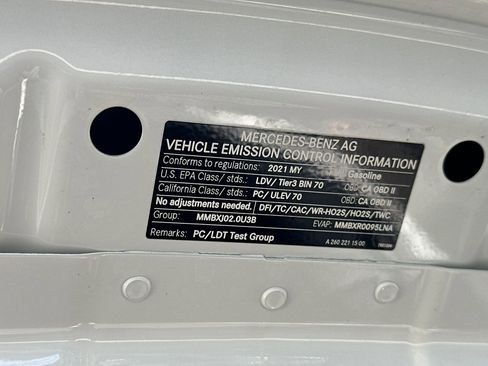 MERCEDES-BENZ AG
VEHICLE EMISSION CONTROL INFORMATION
Conforms to regulations: 2021 MY Gasoline
U.S. EPA Class/ stds.: LDV/ Tier3 BIN 70 OBD: CA OBD II
California Class/ stds.: PC/ ULEV 70 OBD: CA OBD II
No adjustments needed. DFI/TC/CAC/WR-HO2S/HO2S/TWC
Group: MMBXJ02.0U3B EVAP: MMBXR0095LNA
Remarks: PC/LDT Test Group A 260 221 15 00